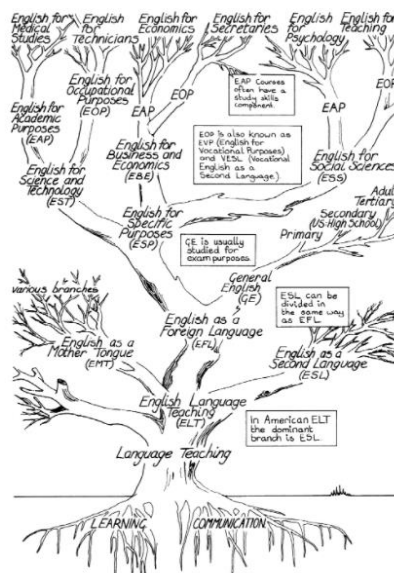 English for
Medical
Studies
English
for
Technicians
English for
Economics
English for
Secretaries
English
for
Psychology
English for
Teaching
English for
Occupational
Purposes
(EOP)
EAP
EOP
EAP courses
often have a
study skills
component.
EAP
EOP
English for
Academic
Purposes
(EAP)
EOP is also known as
EVP (English for
Vocational Purposes)
and VESL (Vocational
English as a
Second Language).
English for
Science and
Technology
(EST)
English for
Business and
Economics
(EBE)
English for
Social Sciences
(ESS)
English for
Specific
Purposes
(ESP)
Adult
Tertiary
Secondary
(US:High School)
Primary
GE is usually
studied for
exam purposes
General
English
(GE)
various branches
ESL can be
divided in
the same way
as EFL.
English as a
Foreign Language
(EFL)
English as a
Mother Tongue
(EMT)
English as a
Second Language
(ESL)
English Language
Teaching
(ELT)
In American ELT
the dominant
branch is ESL.
Language Teaching
LEARNING
COMMUNICATION